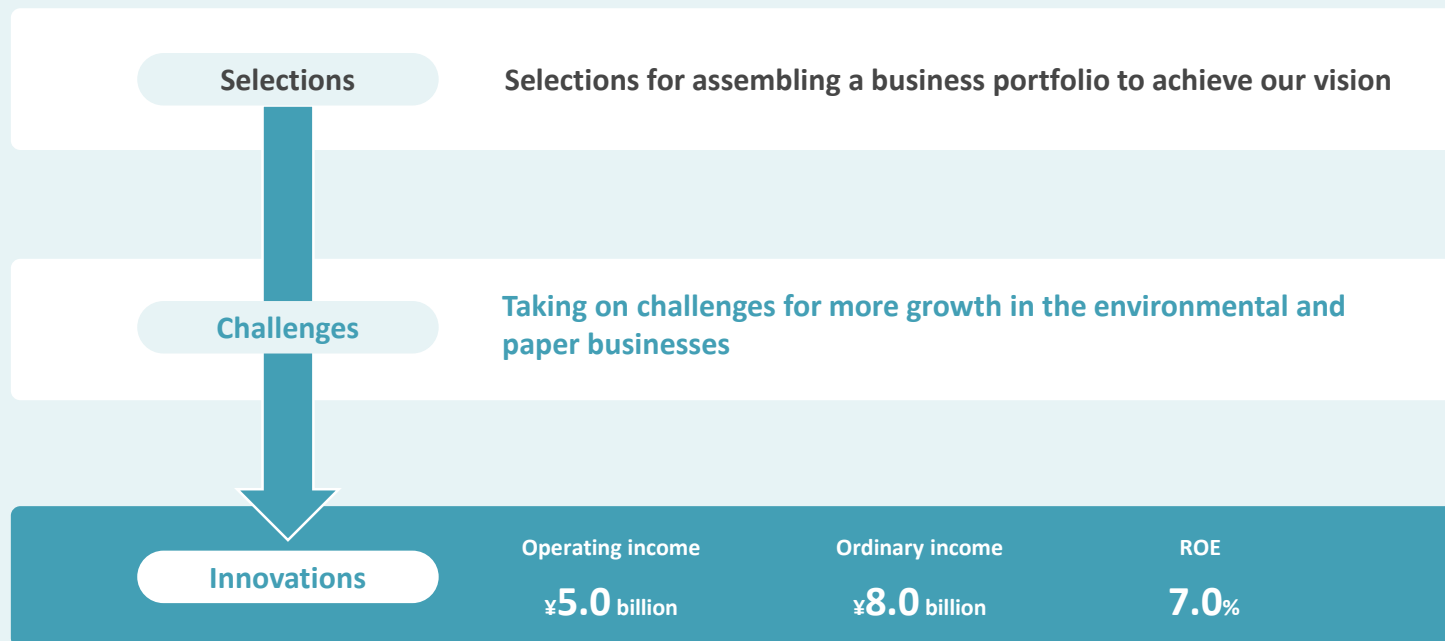 Selections
Selections for assembling a business portfolio to achieve our vision
Challenges
Taking on challenges for more growth in the environmental and
paper businesses
Innovations
Operating income
¥5.0 billion
Ordinary income
¥8.0 billion
ROE
7.0%